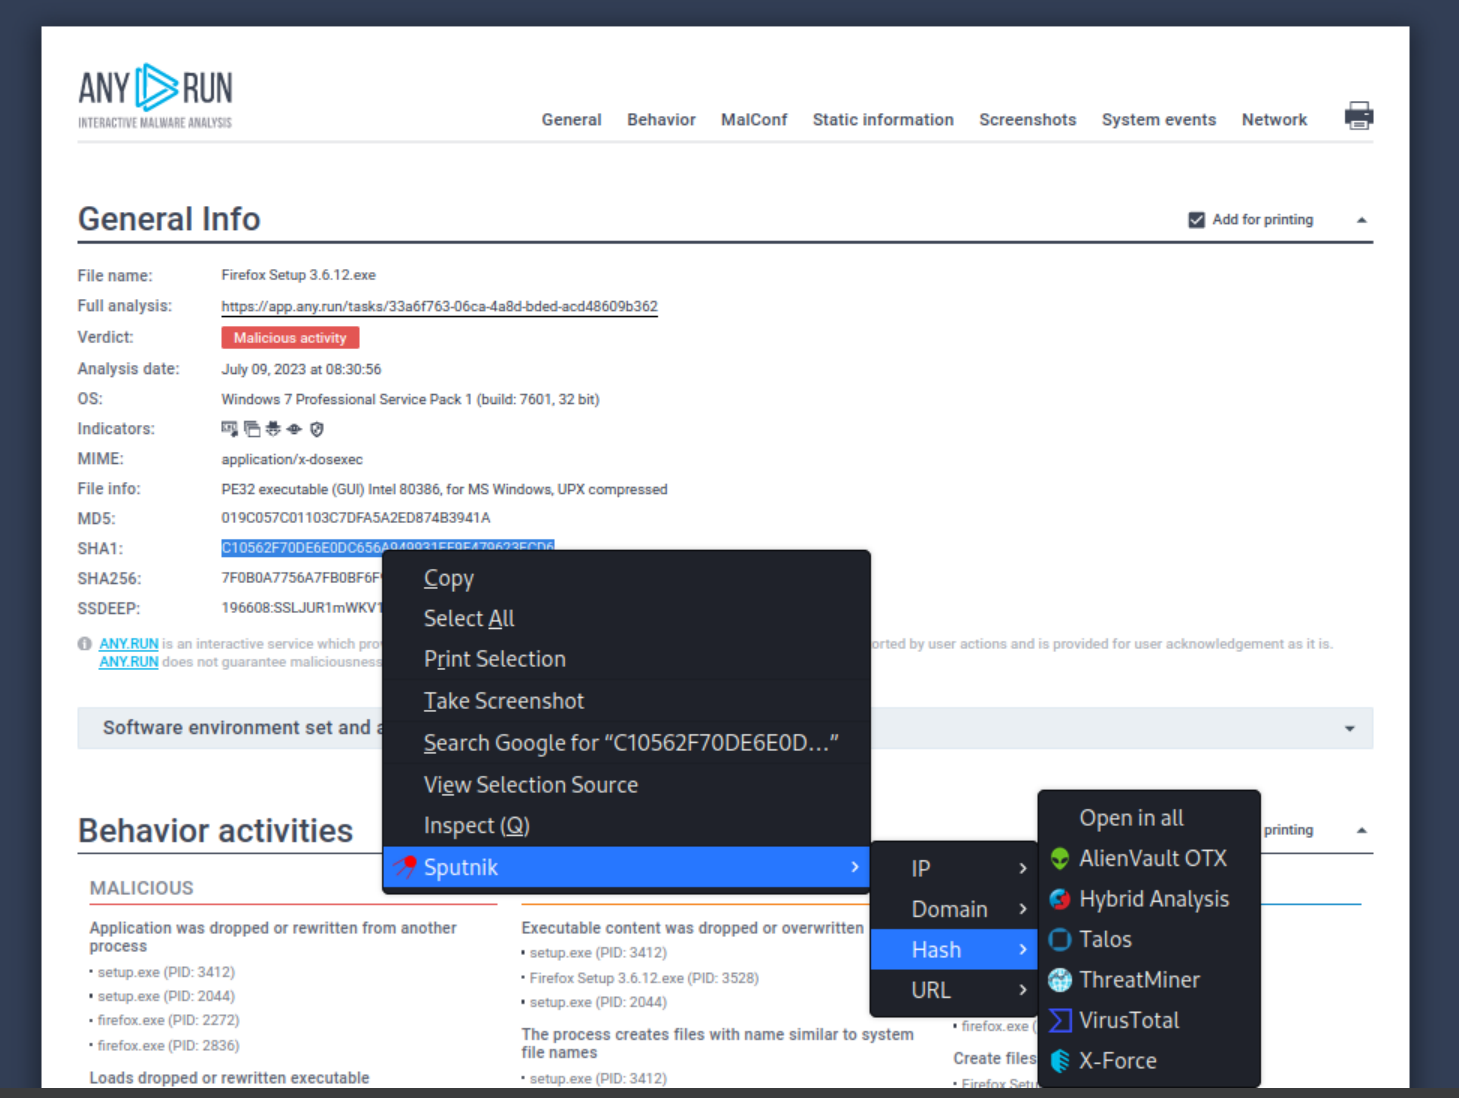 ANY RUN
INTERACTIVE MALWARE ANALYSIS
General Behavior MalConf Static information Screenshots System events Network
General Info
Add for printing
File name: Firefox Setup 3.6.12.exe
Full analysis: https://app.any.run/tasks/33a6f763-06ca-4a8d-bded-acd48609b362
Verdict: Malicious activity
Analysis date: July 09, 2023 at 08:30:56
OS: Windows 7 Professional Service Pack 1 (build: 7601, 32 bit)
Indicators:
MIME: application/x-dosexec
File info: PE32 executable (GUI) Intel 80386, for MS Windows, UPX compressed
MD5: 019C057C01103C7DFA5A2ED874B3941A
SHA1: C10562F70DE6E0DC656A949931EE9F479623ECD6
SHA256: 7F0B0A7756A7FB0BF6F
SSDEEP: 196608:SSLJUR1mWKV1
ANY.RUN is an interactive service which orted by user actions and is provided for user acknowledgement as it is.
ANY.RUN does not guarantee maliciousness
Software environment set and
Copy
Select All
Print Selection
Take Screenshot
Search Google for “C10562F70DE6E0D…”
View Selection Source
Inspect (Q)
Sputnik
IP
Domain
Hash
URL
Open in all
AlienVault OTX
Hybrid Analysis
Talos
ThreatMiner
VirusTotal
X-Force
Behavior activities
printing
MALICIOUS
Application was dropped or rewritten from another
process
• setup.exe (PID: 3412)
• setup.exe (PID: 2044)
• firefox.exe (PID: 2272)
• firefox.exe (PID: 2836)
Loads dropped or rewritten executable
Executable content was dropped or overwritten
• setup.exe (PID: 3412)
• Firefox Setup 3.6.12.exe (PID: 3528)
• setup.exe (PID: 2044)
The process creates files with name similar to system
file names
• setup.exe (PID: 3412)
• firefox.exe (
Create files
• Firefox Setu